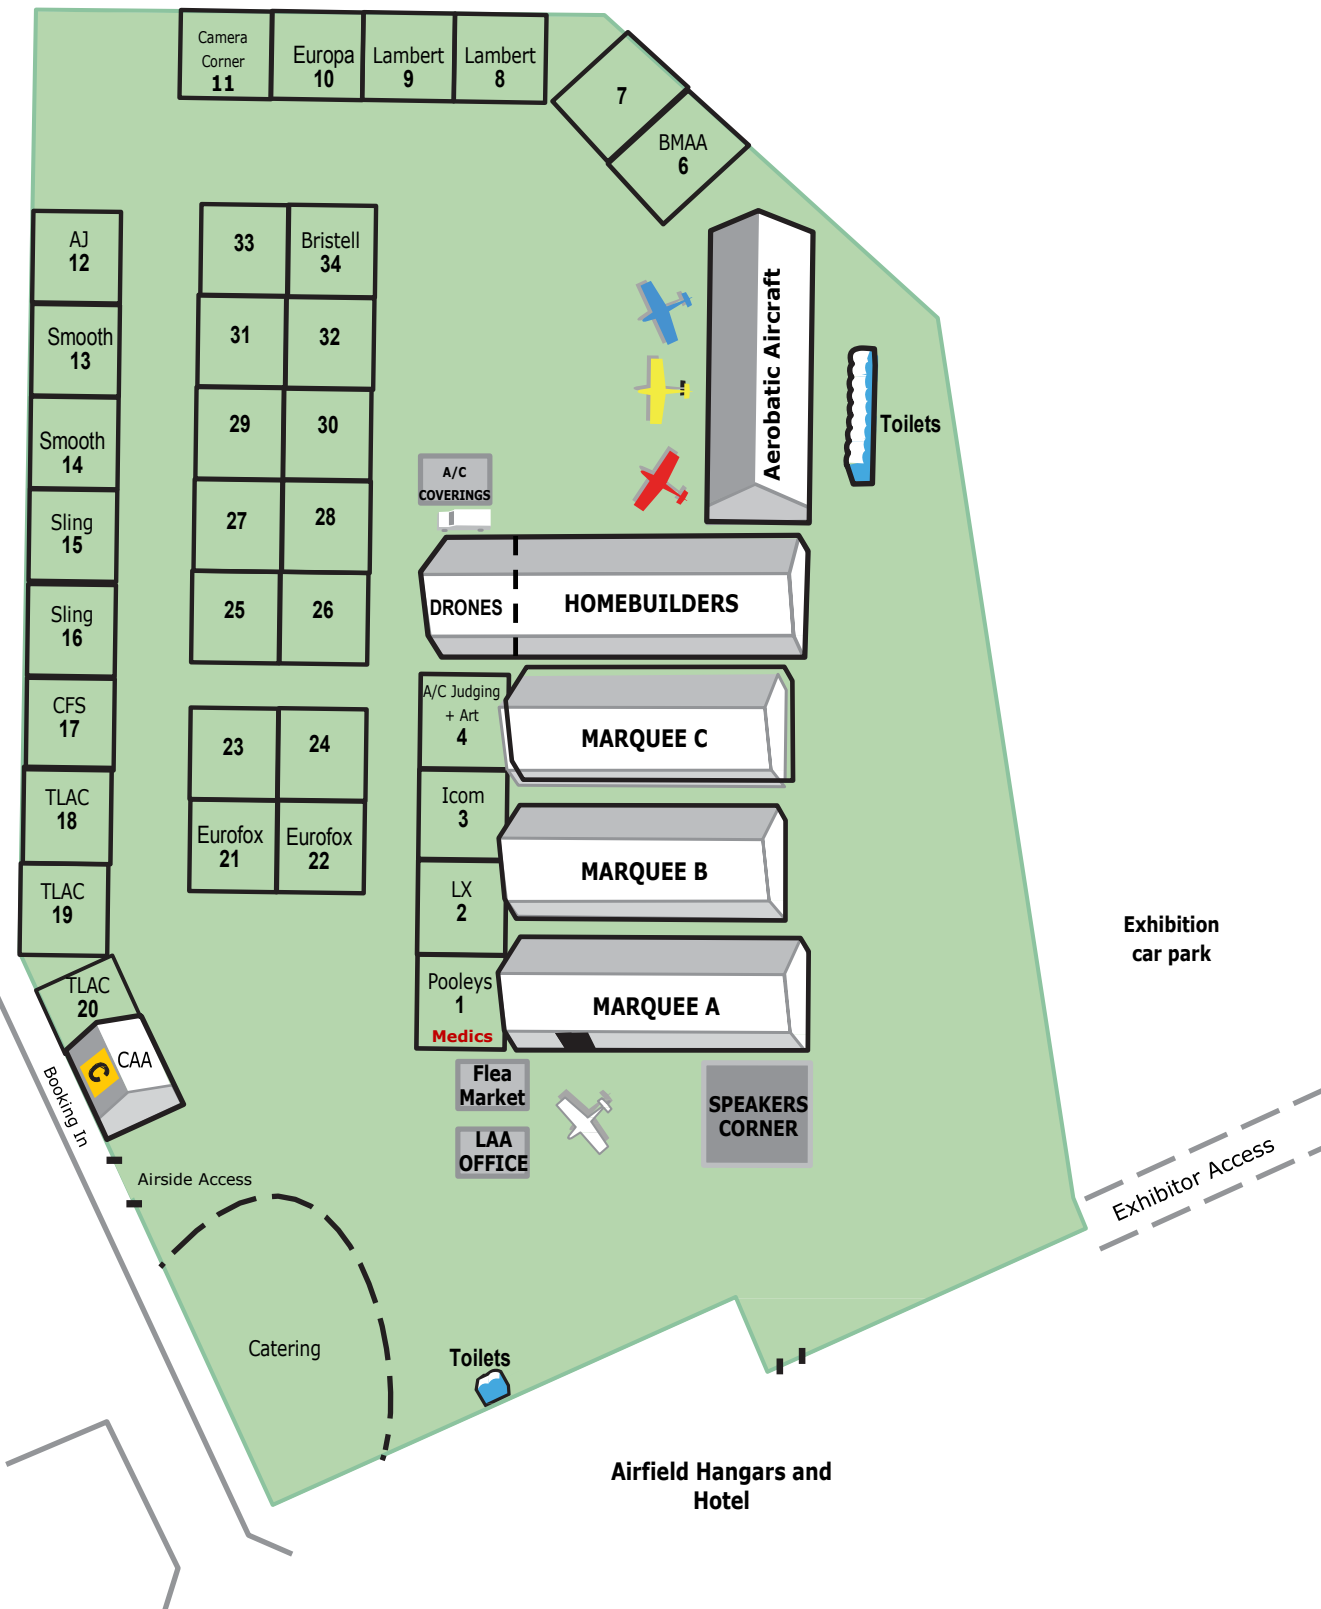 Camera
Corner
11
Europa
10
Lambert
9
Lambert
8
7
BMAA
6
AJ
12
Smooth
13
Smooth
14
Sling
15
Sling
16
CFS
17
TLAC
18
TLAC
19
TLAC
20
33
Bristell
34
31
32
29
30
27
28
25
26
23
24
Eurofox
21
Eurofox
22
Aerobatic Aircraft
Toilets
A/C
COVERINGS
DRONES
HOMEBUILDERS
A/C Judging
+ Art
4
MARQUEE C
Icom
3
MARQUEE B
LX
2
Pooleys
1
Medics
MARQUEE A
Exhibition
car park
C
CAA
Booking In
Flea
Market
LAA
OFFICE
SPEAKERS
CORNER
Airside Access
Exhibitor Access
Catering
Toilets
Airfield Hangars and
Hotel